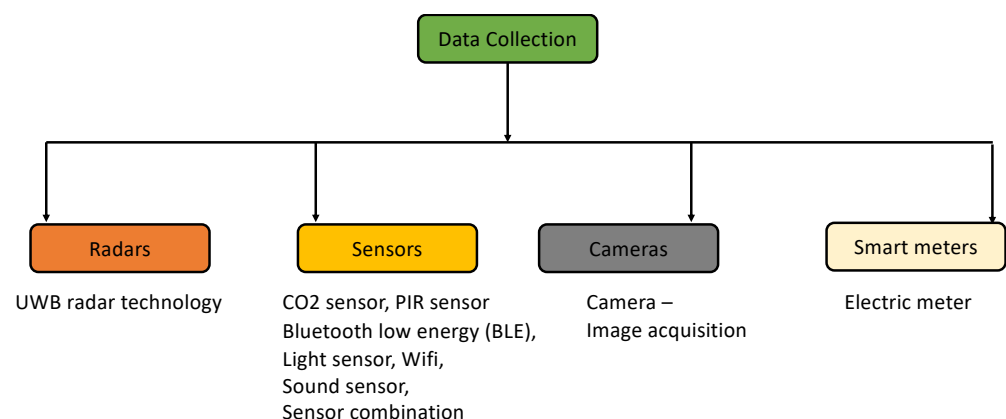 Data Collection
Radars
Sensors
Cameras
Smart meters
UWB radar technology
CO2 sensor, PIR sensor
Bluetooth low energy (BLE),
Light sensor, Wifi,
Sound sensor,
Sensor combination
Camera –
Image acquisition
Electric meter